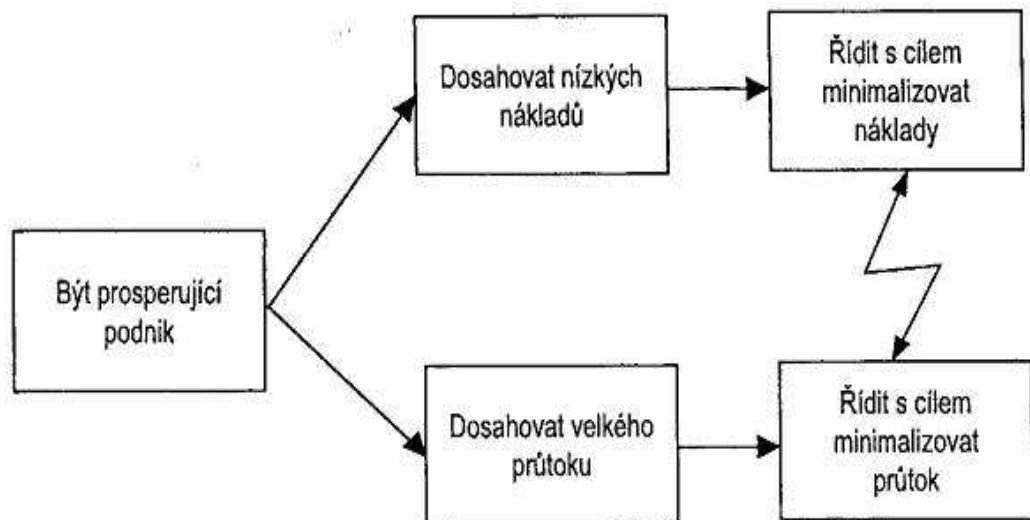 Být prosperující
podnik
Dosahovat nízkých
nákladů
Řídit s cílem
minimalizovat
náklady
Dosahovat velkého
průtoku
Řídit s cílem
minimalizovat
průtok